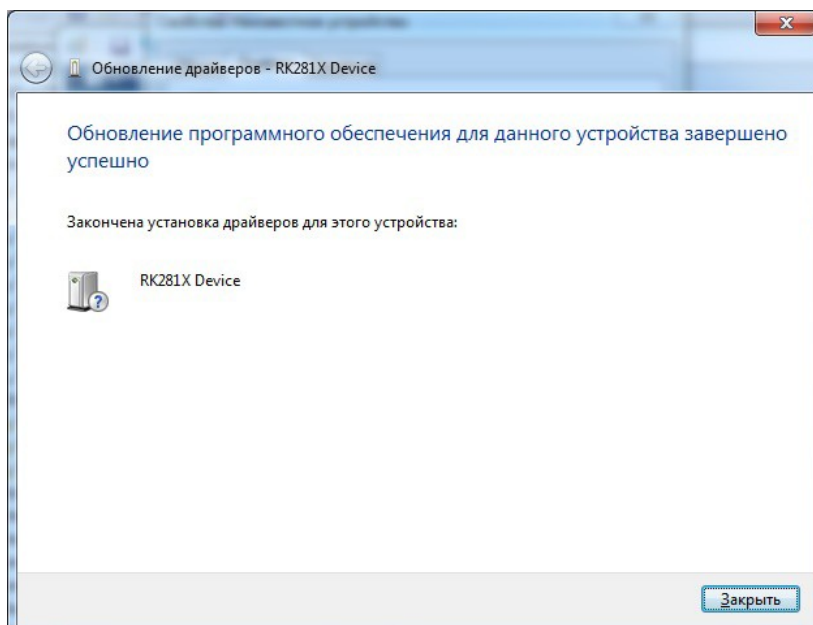 Обновление драйверов - RK281X Device
Обновление программного обеспечения для данного устройства завершено
успешно
Закончена установка драйверов для этого устройства:
RK281X Device
Закрыть